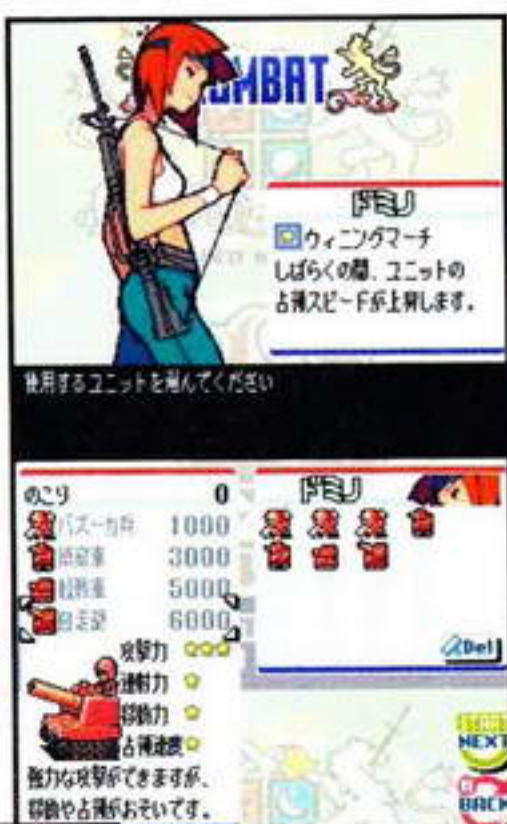 COMBAT
ドミノ
ウィニングマーチ
しばらくの間、ユニットの
占領スピードが上昇します。
使用するユニットを選んでください
のこり 0
バズーカ兵 1000
偵察車 3000
軽戦車 5000
自走砲 6000
攻撃力
連射力
移動力
占領速度
強力な攻撃ができますが、
移動や占領がおそいです。
ドミノ
Del
START
NEXT
BACK